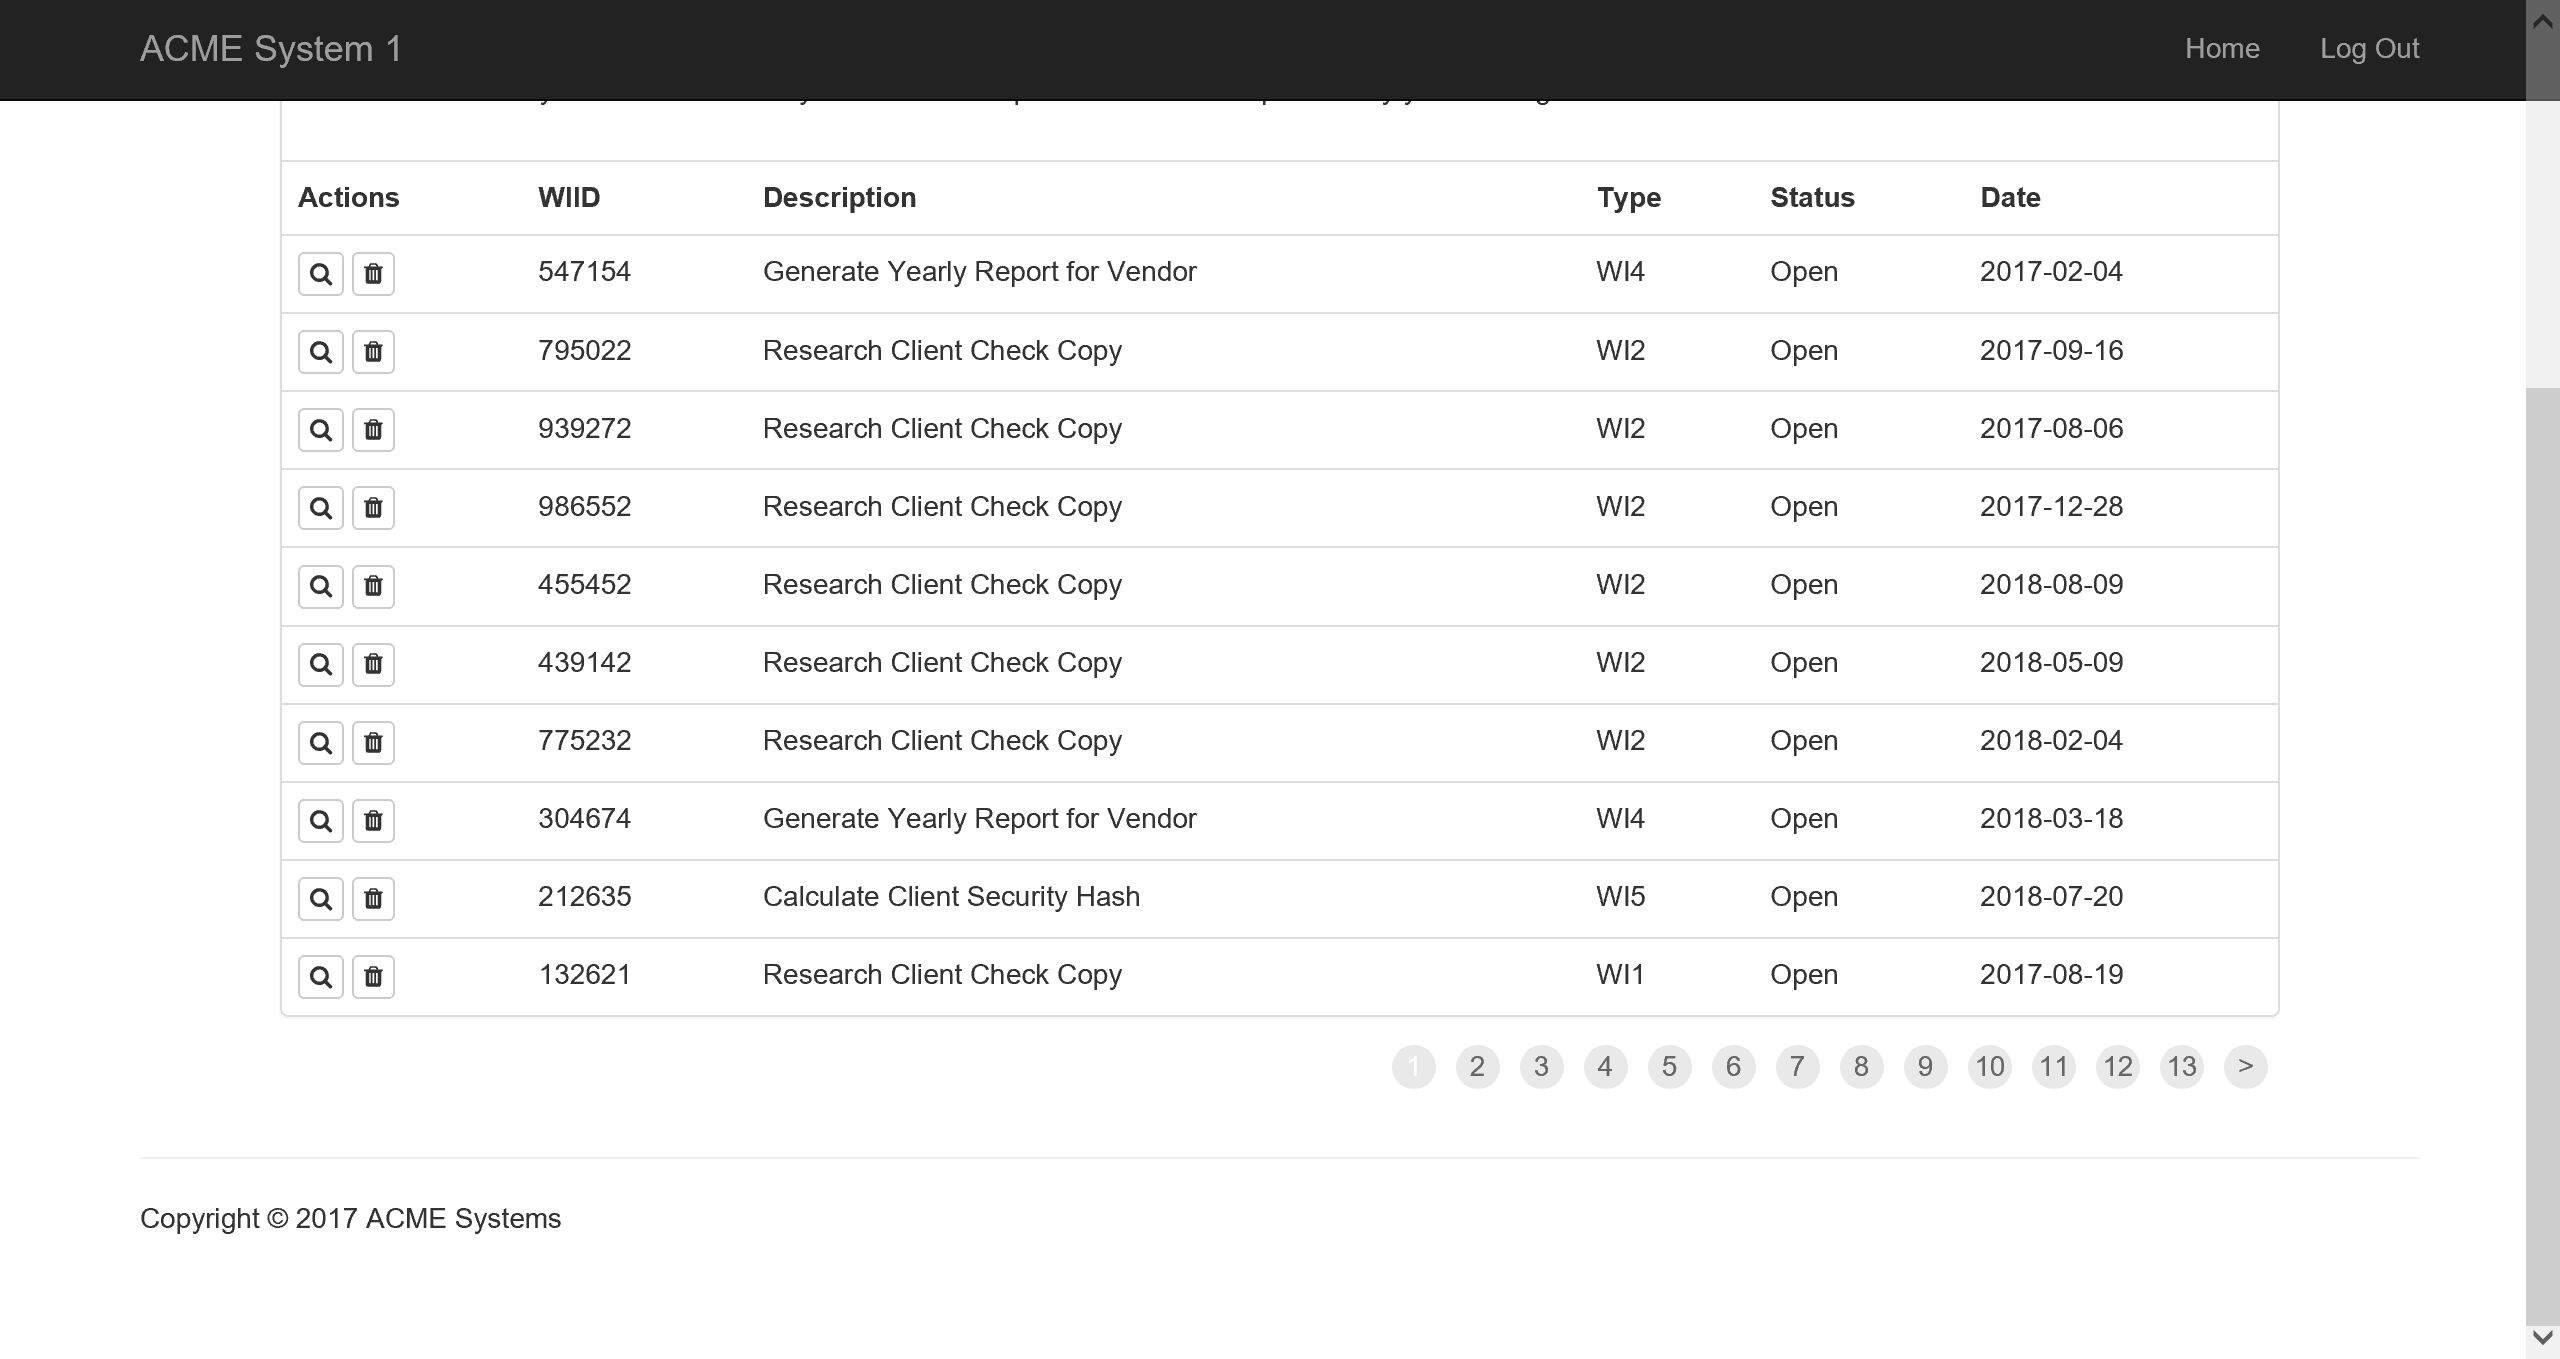 ACME System 1 Home Log Out
Actions WIID Description Type Status Date
547154 Generate Yearly Report for Vendor WI4 Open 2017-02-04
795022 Research Client Check Copy WI2 Open 2017-09-16
939272 Research Client Check Copy WI2 Open 2017-08-06
986552 Research Client Check Copy WI2 Open 2017-12-28
455452 Research Client Check Copy WI2 Open 2018-08-09
439142 Research Client Check Copy WI2 Open 2018-05-09
775232 Research Client Check Copy WI2 Open 2018-02-04
304674 Generate Yearly Report for Vendor WI4 Open 2018-03-18
212635 Calculate Client Security Hash WI5 Open 2018-07-20
132621 Research Client Check Copy WI1 Open 2017-08-19
1 2 3 4 5 6 7 8 9 10 11 12 13 >
Copyright © 2017 ACME Systems